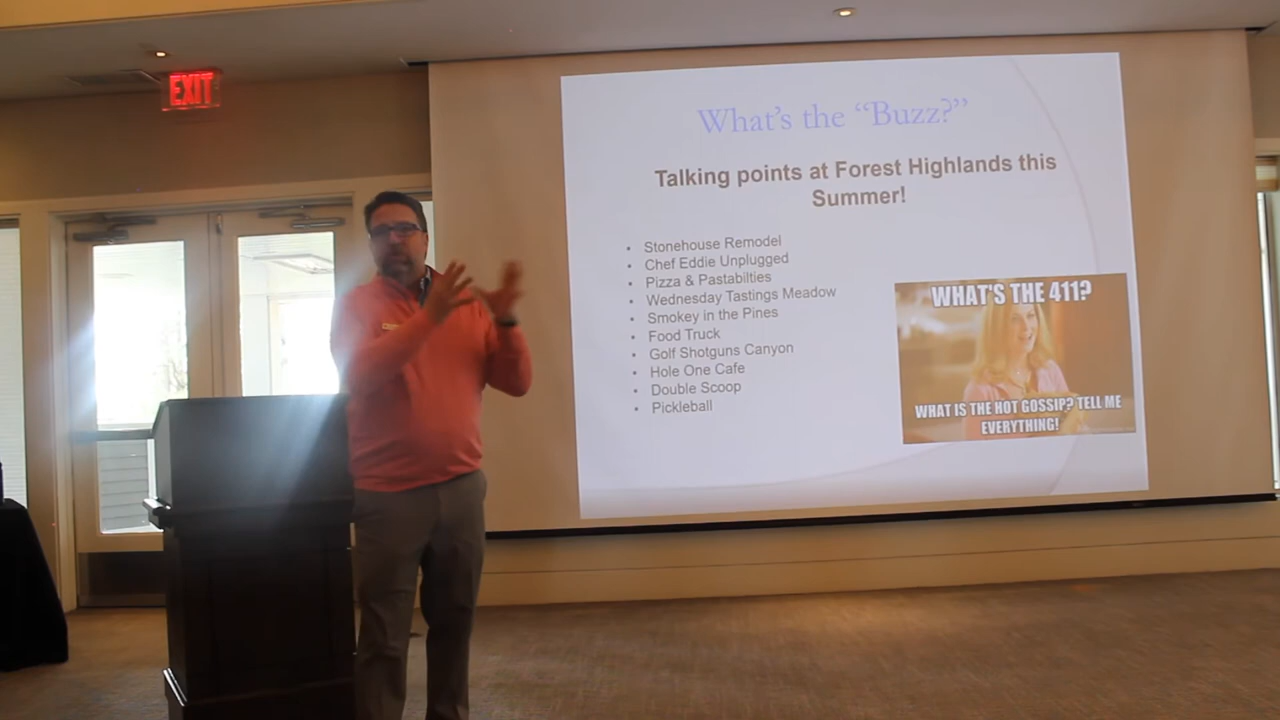 EXIT
What's the “Buzz?”
Talking points at Forest Highlands this
Summer!
• Stonehouse Remodel
• Chef Eddie Unplugged
• Pizza & Pastabilties
• Wednesday Tastings Meadow
• Smokey in the Pines
• Food Truck
• Golf Shotguns Canyon
• Hole One Cafe
• Double Scoop
• Pickleball
WHAT'S THE 411?
WHAT IS THE HOT GOSSIP? TELL ME
EVERYTHING!